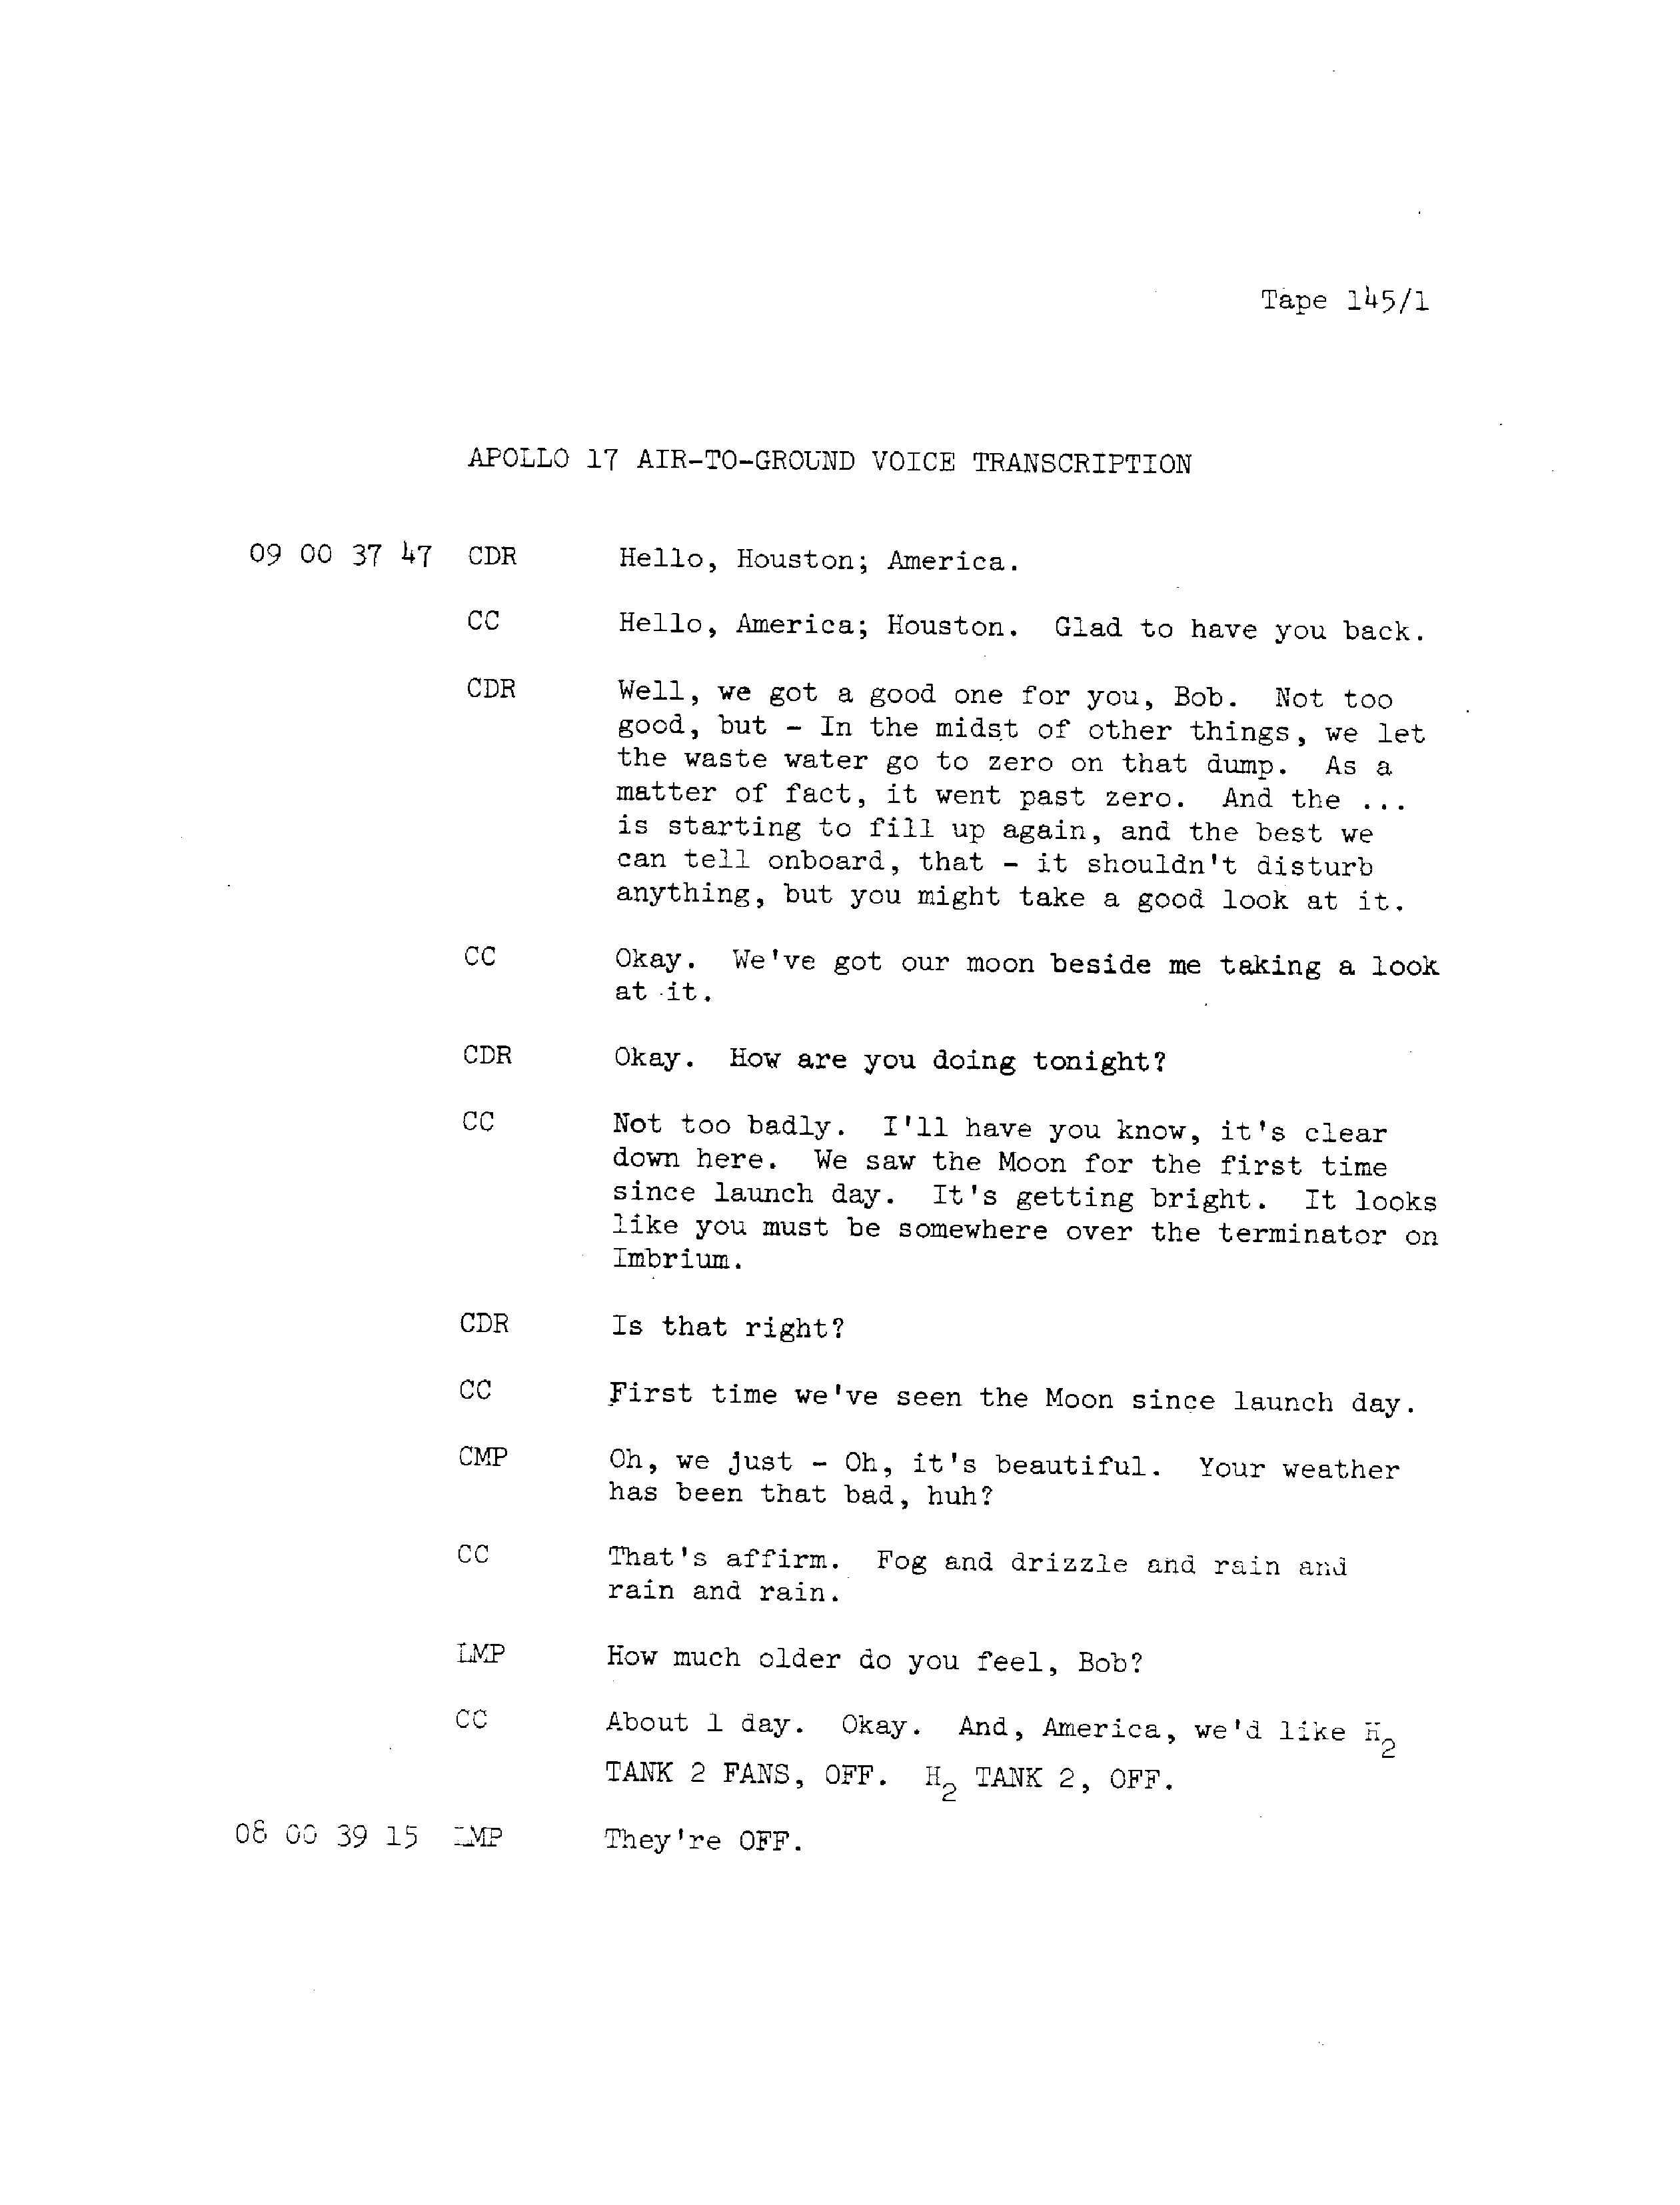 Tape 145/1
APOLLO 17 AIR-TO-GROUND VOICE TRANSCRIPTION
09 00 37 47 CDR Hello, Houston; America.
CC Hello, America; Houston. Glad to have you back.
CDR Well, we got a good one for you, Bob. Not too
good, but - In the midst of other things, we let
the waste water go to zero on that dump. As a
matter of fact, it went past zero. And the ...
is starting to fill up again, and the best we
can tell onboard, that - it shouldn't disturb
anything, but you might take a good look at it.
CC Okay. We've got our moon beside me taking a look
at it.
CDR Okay. How are you doing tonight?
CC Not too badly. I'll have you know, it's clear
down here. We saw the Moon for the first time
since launch day. It's getting bright. It looks
like you must be somewhere over the terminator on
Imbrium.
CDR Is that right?
CC First time we've seen the Moon since launch day.
CMP Oh, we just - Oh, it's beautiful. Your weather
has been that bad, huh?
CC That's affirm. Fog and drizzle and rain and
rain and rain.
LMP How much older do you feel, Bob?
CC About 1 day. Okay. And, America, we'd like H2
TANK 2 FANS, OFF. H2 TANK 2, OFF.
08 00 39 15 LMP They're OFF.